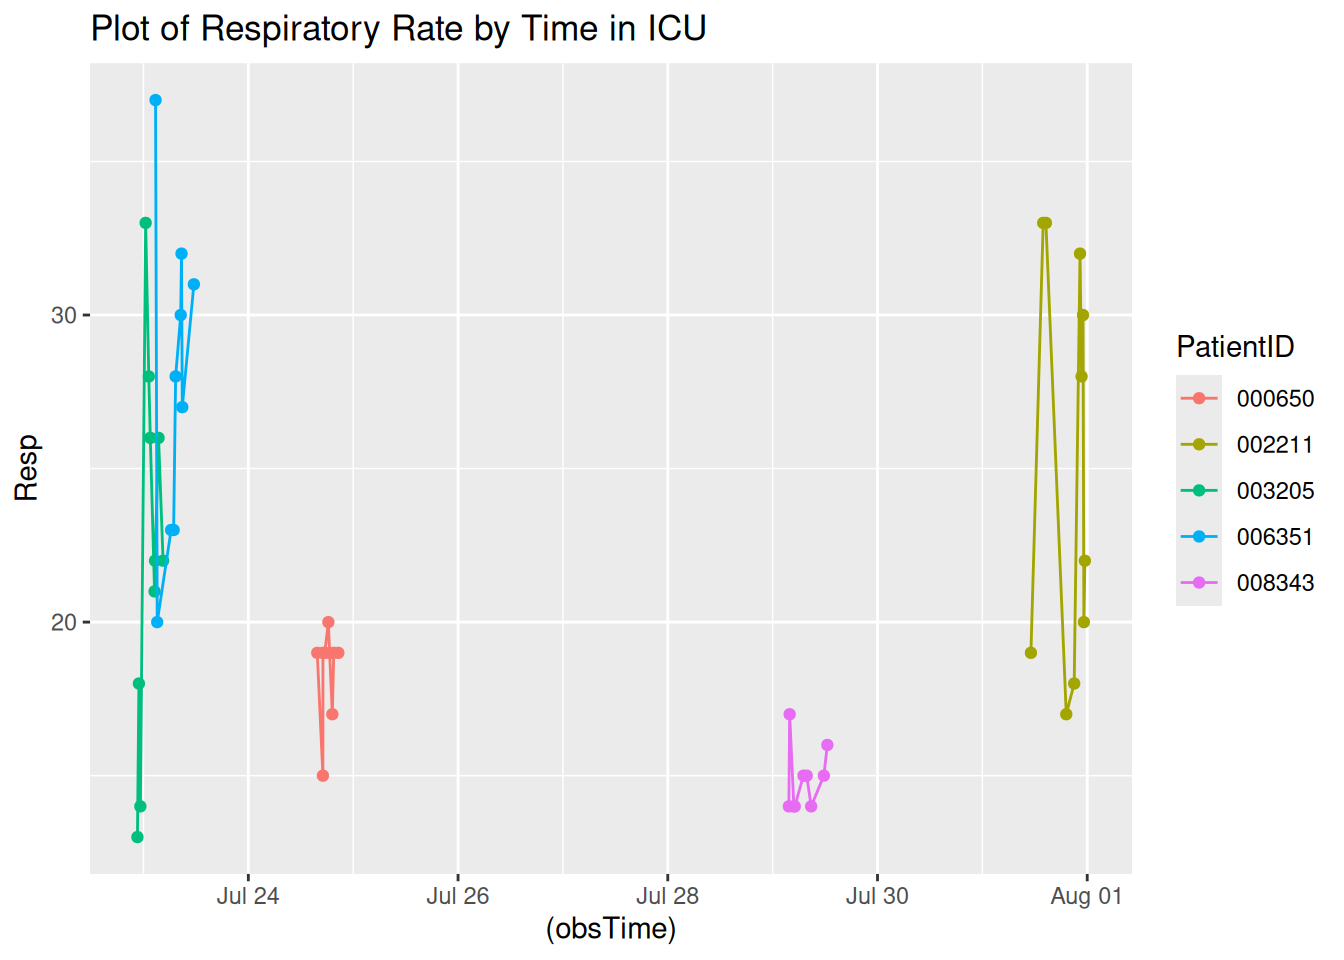 Plot of Respiratory Rate by Time in ICU
30
20
Resp
Jul 24
Jul 26
Jul 28
Jul 30
Aug 01
(obsTime)
PatientID
000650
002211
003205
006351
008343